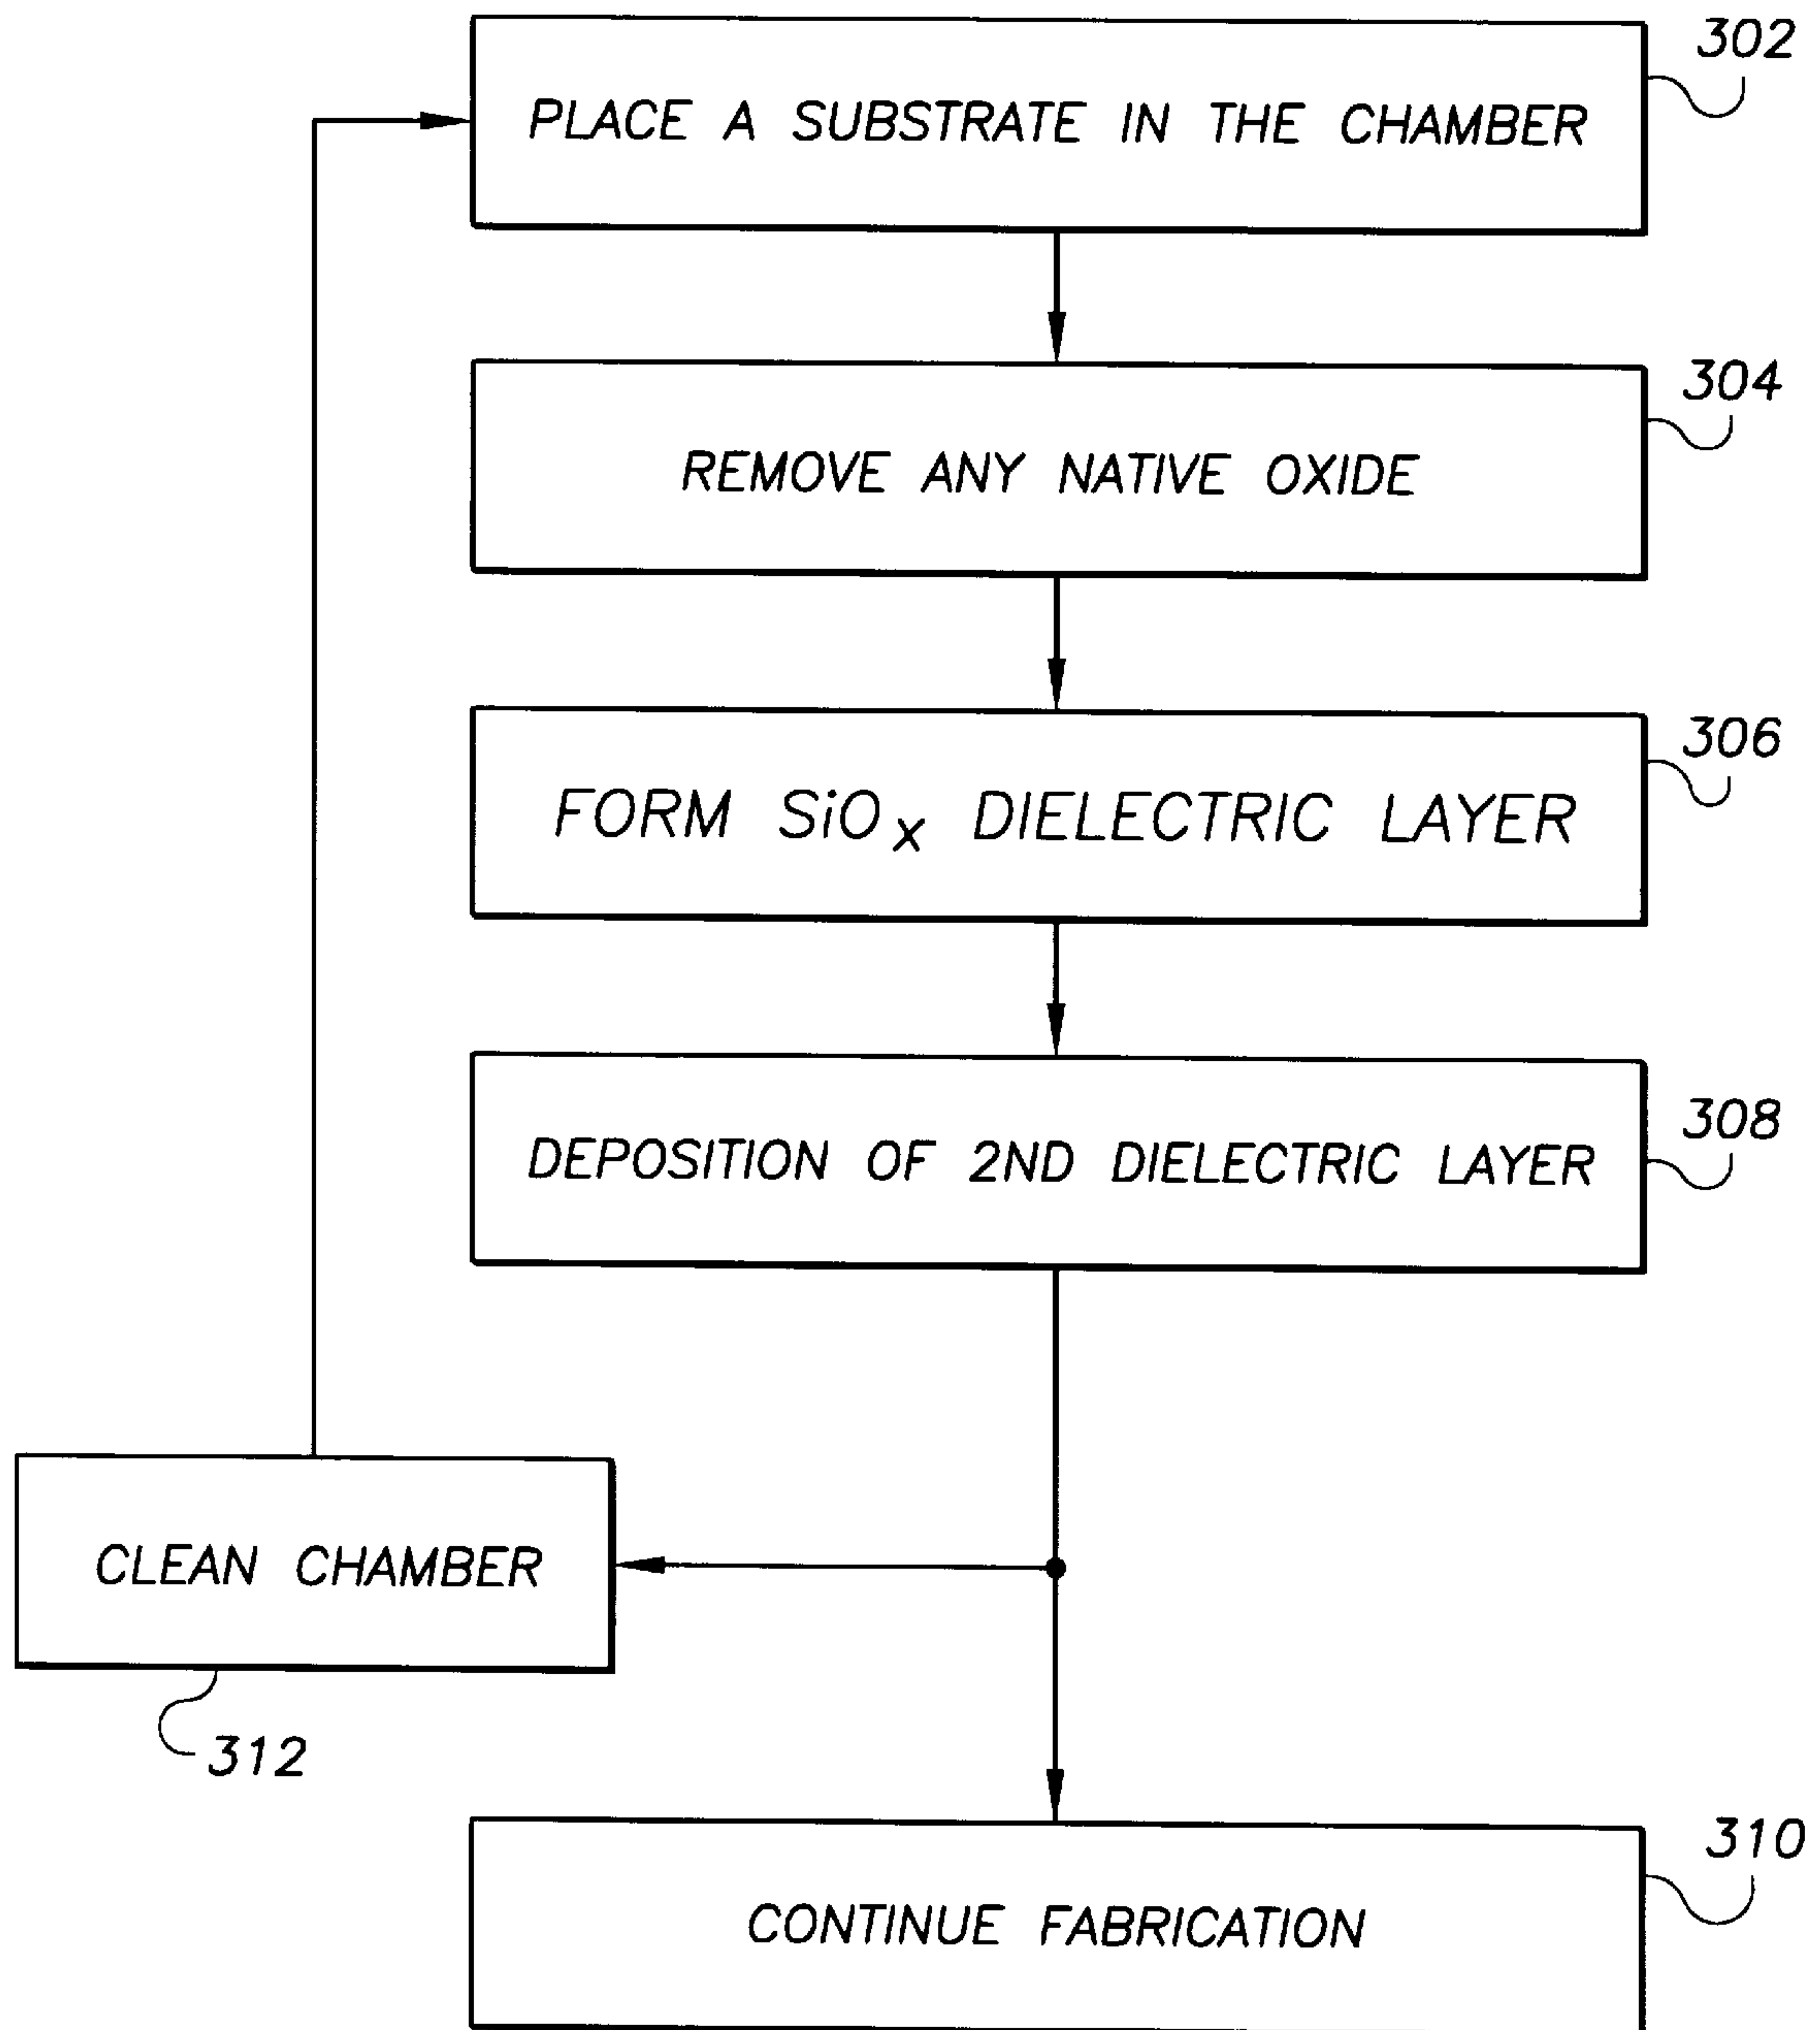 302
PLACE A SUBSTRATE IN THE CHAMBER
304
REMOVE ANY NATIVE OXIDE
306
FORM SiOx DIELECTRIC LAYER
308
DEPOSITION OF 2ND DIELECTRIC LAYER
CLEAN CHAMBER
312
310
CONTINUE FABRICATION